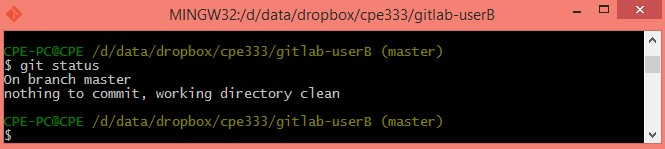 MINGW32:/d/data/dropbox/cpe333/gitlab-userB
CPE-PC@CPE /d/data/dropbox/cpe333/gitlab-userB (master)
$ git status
On branch master
nothing to commit, working directory clean
CPE-PC@CPE /d/data/dropbox/cpe333/gitlab-userB (master)
$